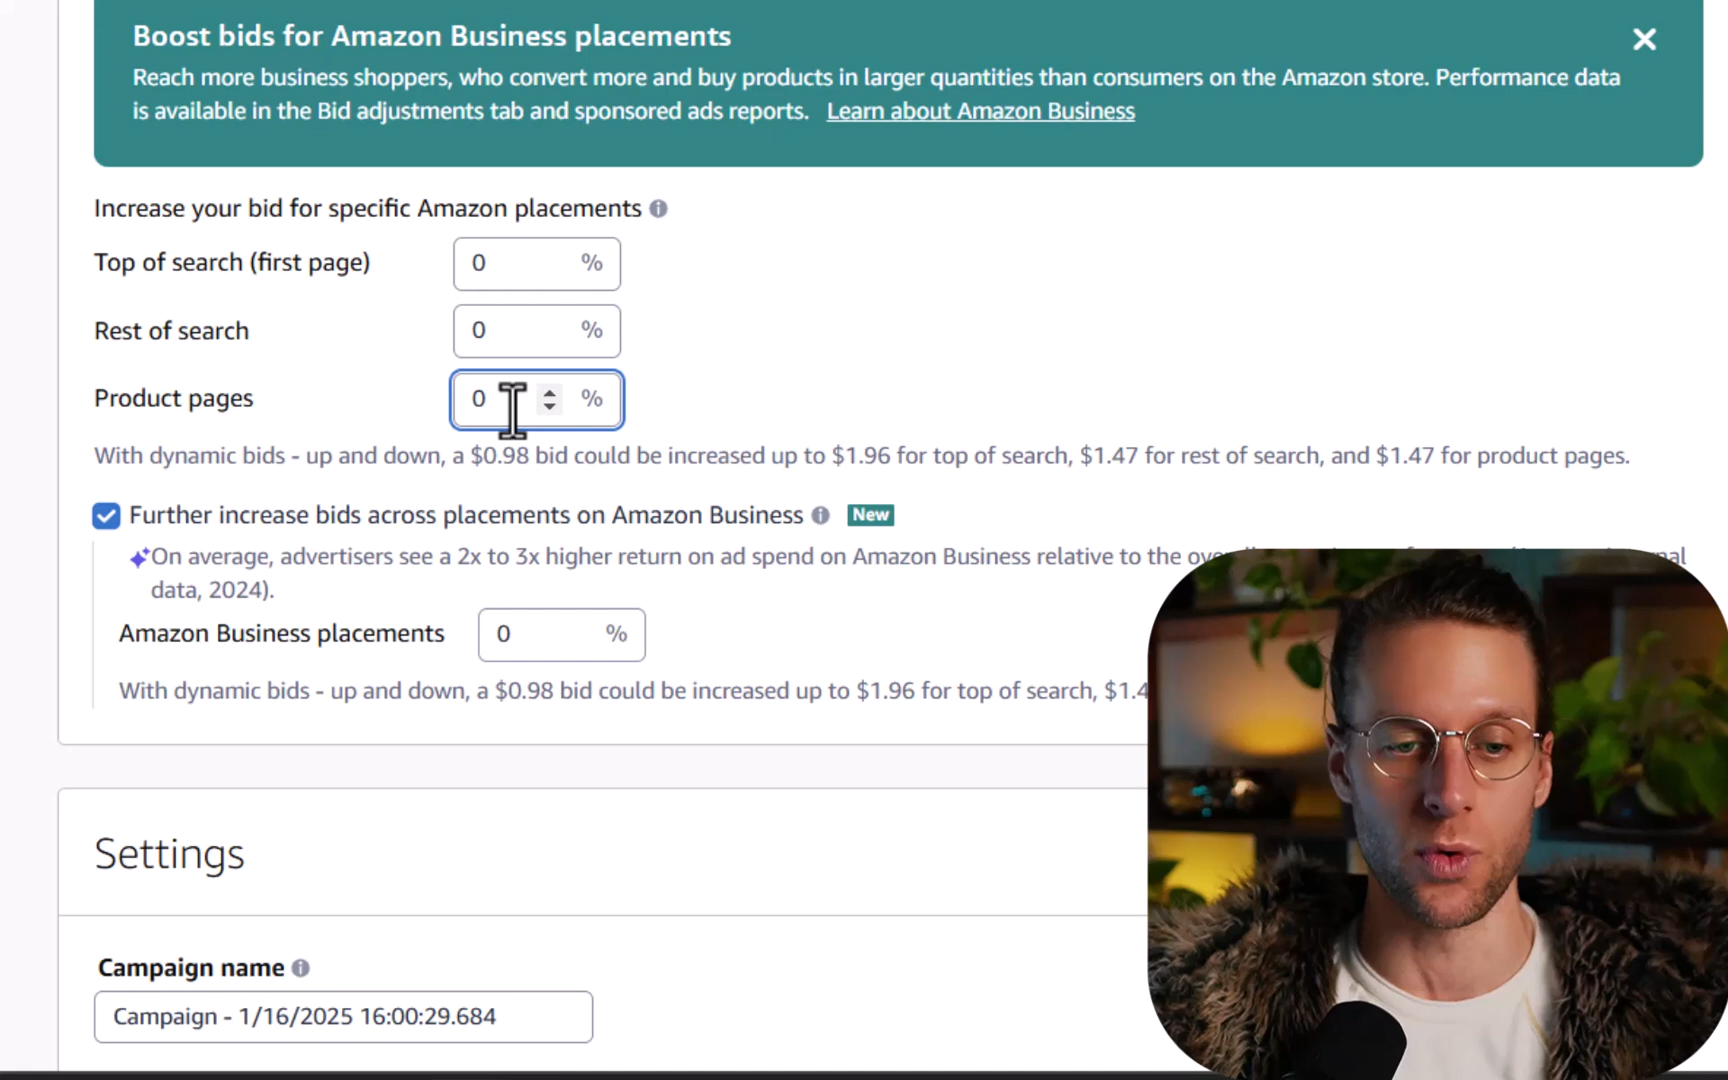 Boost bids for Amazon Business placements
Reach more business shoppers, who convert more and buy products in larger quantities than consumers on the Amazon store. Performance data
is available in the Bid adjustments tab and sponsored ads reports. Learn about Amazon Business
Increase your bid for specific Amazon placements
Top of search (first page) 0 %
Rest of search 0 %
Product pages 0 %
With dynamic bids - up and down, a $0.98 bid could be increased up to $1.96 for top of search, $1.47 for rest of search, and $1.47 for product pages.
Further increase bids across placements on Amazon Business New
On average, advertisers see a 2x to 3x higher return on ad spend on Amazon Business relative to the
data, 2024).
Amazon Business placements 0 %
With dynamic bids - up and down, a $0.98 bid could be increased up to $1.96 for top of search, $1.4
Settings
Campaign name
Campaign - 1/16/2025 16:00:29.684